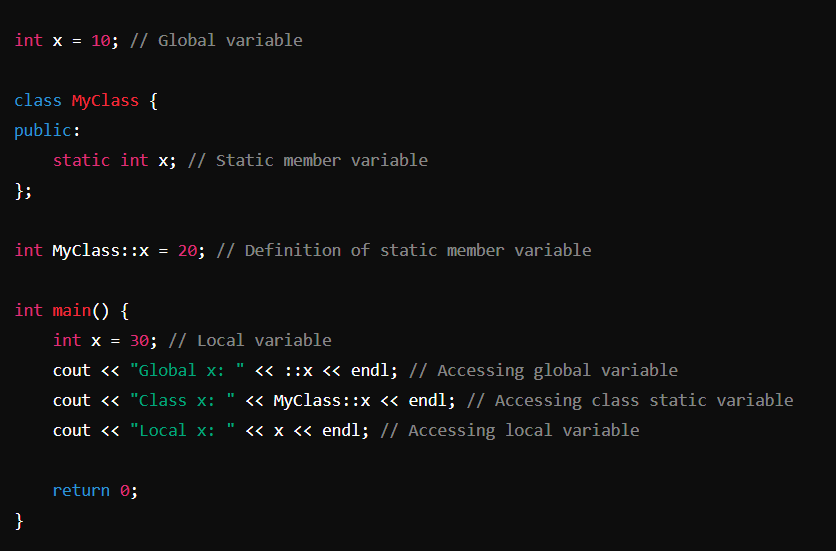 int x = 10; // Global variable
class MyClass {
public:
    static int x; // Static member variable
};
int MyClass::x = 20; // Definition of static member variable
int main() {
    int x = 30; // Local variable
    cout << "Global x: " << ::x << endl; // Accessing global variable
    cout << "Class x: " << MyClass::x << endl; // Accessing class static variable
    cout << "Local x: " << x << endl; // Accessing local variable
    return 0;
}